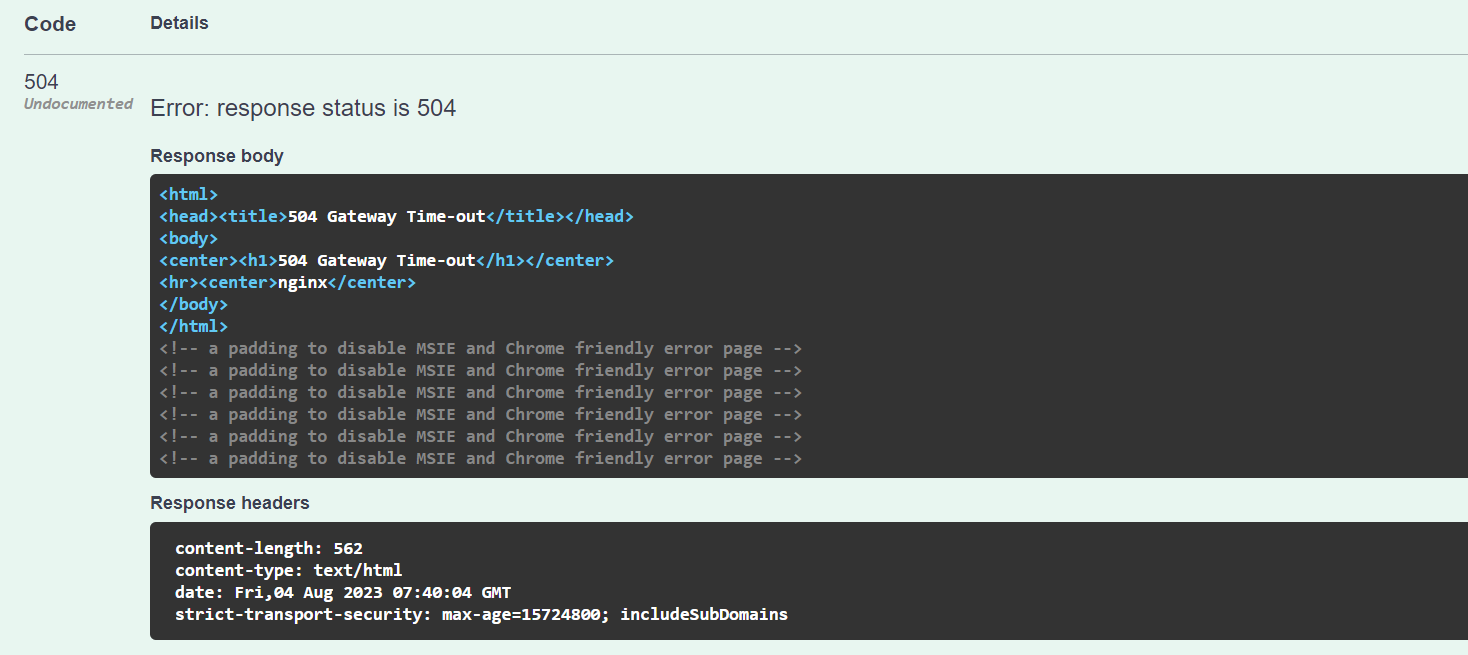 Code Details
504
Undocumented
Error: response status is 504
Response body
<html>
<head><title>504 Gateway Time-out</title></head>
<body>
<center><h1>504 Gateway Time-out</h1></center>
<hr><center>nginx</center>
</body>
</html>
<!-- a padding to disable MSIE and Chrome friendly error page -->
<!-- a padding to disable MSIE and Chrome friendly error page -->
<!-- a padding to disable MSIE and Chrome friendly error page -->
<!-- a padding to disable MSIE and Chrome friendly error page -->
<!-- a padding to disable MSIE and Chrome friendly error page -->
<!-- a padding to disable MSIE and Chrome friendly error page -->
Response headers
content-length: 562
content-type: text/html
date: Fri,04 Aug 2023 07:40:04 GMT
strict-transport-security: max-age=15724800; includeSubDomains